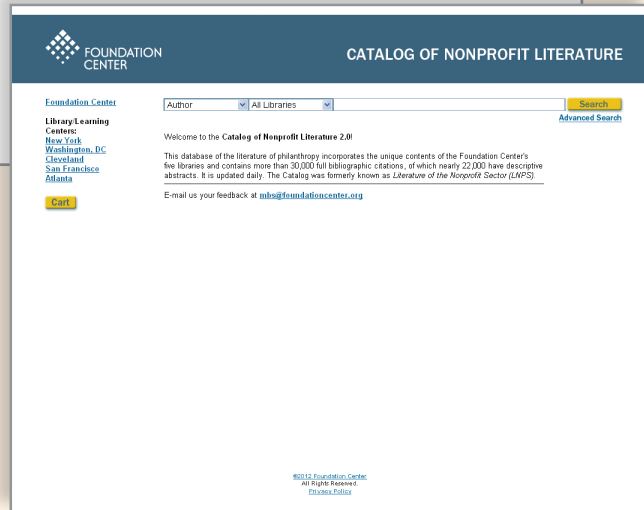 FOUNDATION
CENTER
CATALOG OF NONPROFIT LITERATURE
Foundation Center
Library/Learning
Centers:
New York
Washington, DC
Cleveland
San Francisco
Atlanta
Cart
Author
All Libraries
Search
Advanced Search
Welcome to the Catalog of Nonprofit Literature 2.0!
This database of the literature of philanthropy incorporates the unique contents of the Foundation Center's
five libraries and contains more than 30,000 full bibliographic citations, of which nearly 22,000 have descriptive
abstracts. It is updated daily. The Catalog was formerly known as Literature of the Nonprofit Sector (LNPS).
E-mail us your feedback at mbs@foundationcenter.org
©2012 Foundation Center
All Rights Reserved.
Privacy Policy